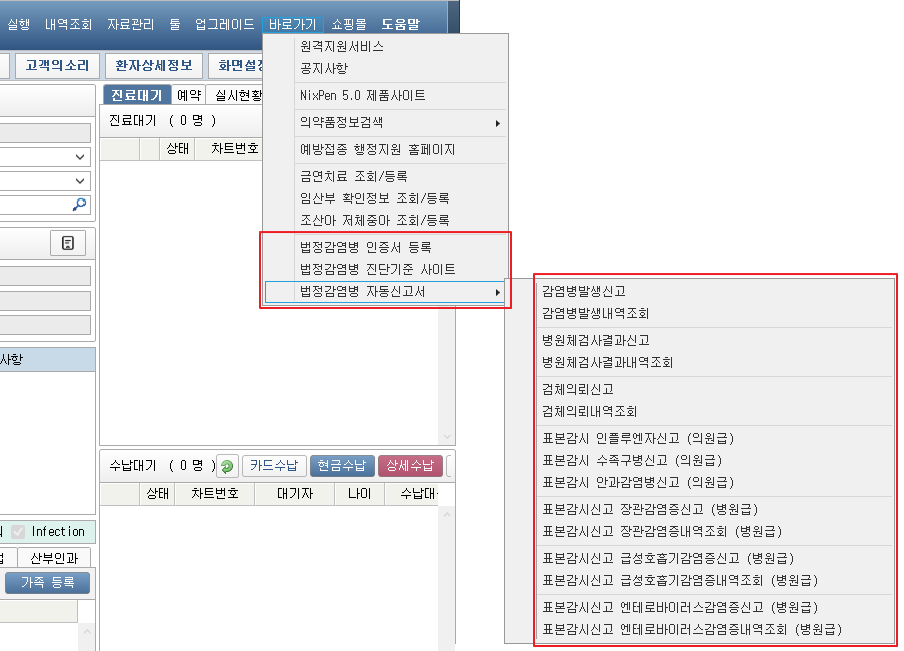 실행 내역조회 자료관리 툴 업그레이드 바로가기 쇼핑몰 도움말
고객의소리 환자상세정보 화면설정
진료대기 예약 실시현황
진료대기 ( 0 명 )
상태 차트번호
원격지원서비스
공지사항
NixPen 5.0 제품사이트
의약품정보검색
예방접종 행정지원 홈페이지
금연치료 조회/등록
임산부 확인정보 조회/등록
조산아 저체중아 조회/등록
법정감염병 인증서 등록
법정감염병 진단기준 사이트
법정감염병 자동신고서
감염병발생신고
감염병발생내역조회
병원체검사결과신고
병원체검사결과내역조회
검체의뢰신고
검체의뢰내역조회
표본감시 인플루엔자신고 (의원급)
표본감시 수족구병신고 (의원급)
표본감시 안과감염병신고 (의원급)
표본감시신고 장관감염증신고 (병원급)
표본감시신고 장관감염증내역조회 (병원급)
표본감시신고 급성호흡기감염증신고 (병원급)
표본감시신고 급성호흡기감염증내역조회 (병원급)
표본감시신고 엔테로바이러스감염증신고 (병원급)
표본감시신고 엔테로바이러스감염증내역조회 (병원급)
사항
수납대기 ( 0 명 ) 카드수납 현금수납 상세수납
상태 차트번호 대기자 나이 수납대
Infection
산부인과
가족 등록